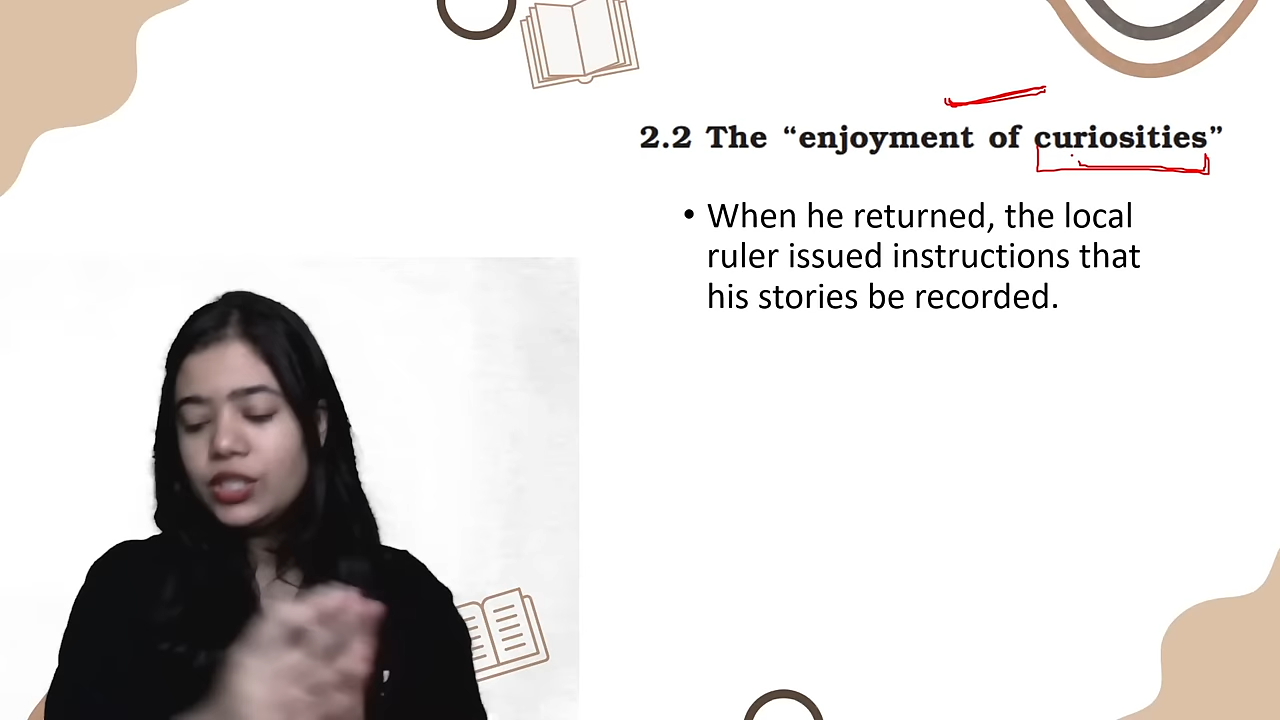 2.2 The “enjoyment of curiosities”
• When he returned, the local
ruler issued instructions that
his stories be recorded.